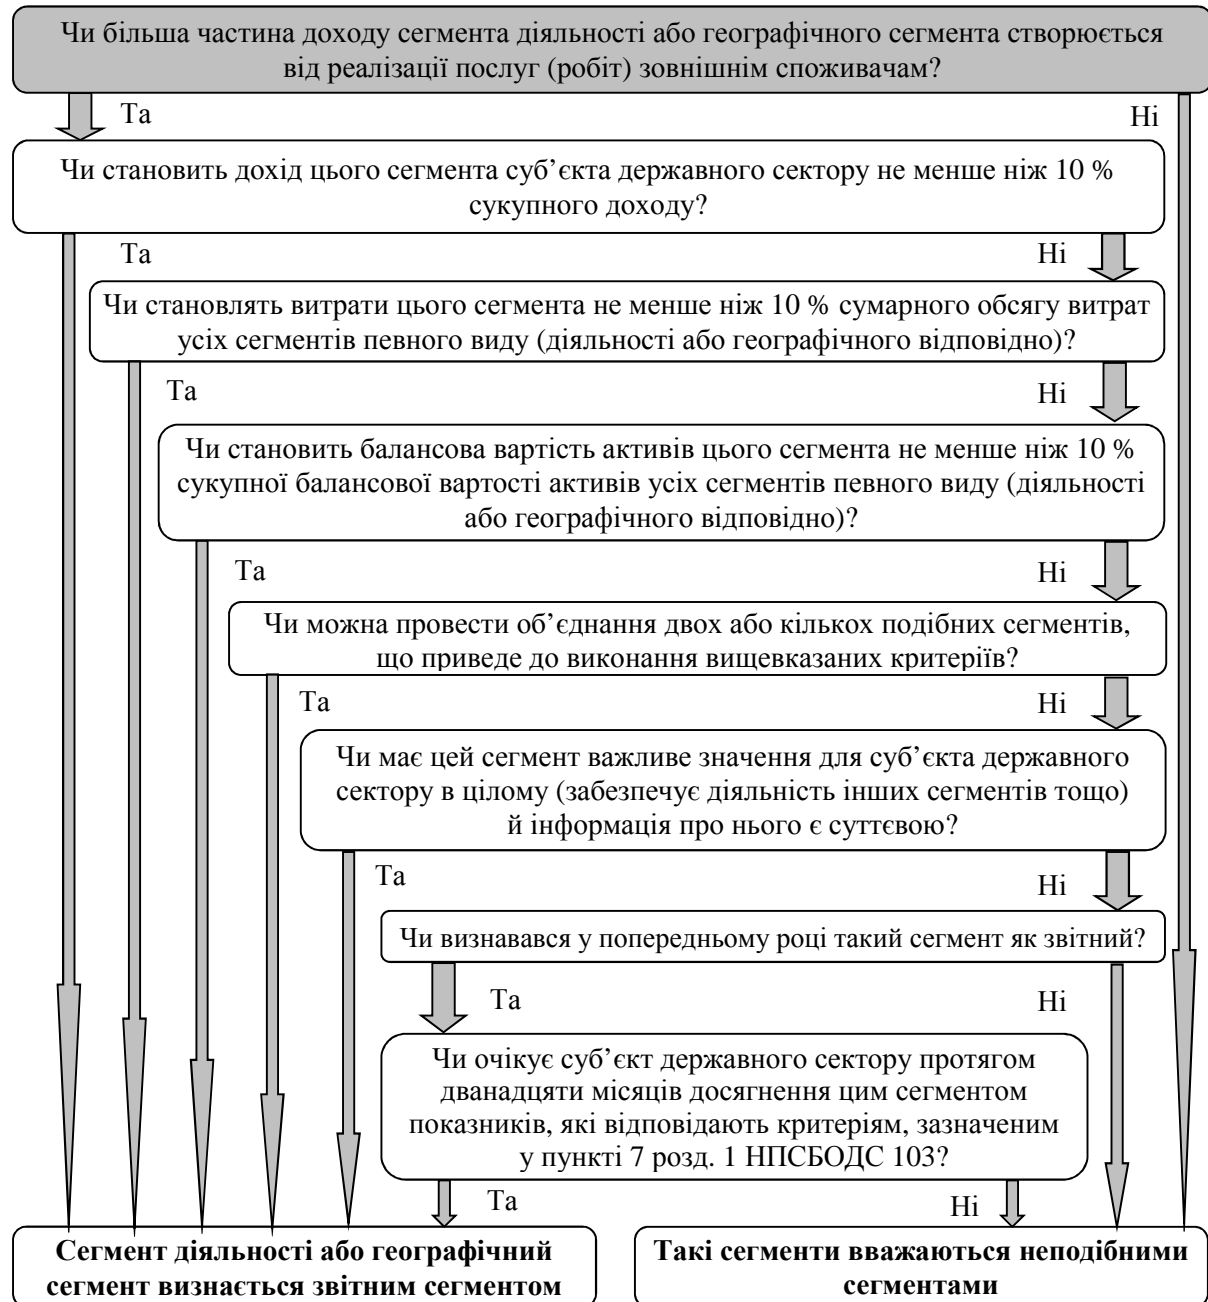 Чи більша частина доходу сегмента діяльності або географічного сегмента створюється
від реалізації послуг (робіт) зовнішнім споживачам?
Та
Ні
Чи становить дохід цього сегмента суб’єкта державного сектору не менше ніж 10 %
сукупного доходу?
Та
Ні
Чи становлять витрати цього сегмента не менше ніж 10 % сумарного обсягу витрат
усіх сегментів певного виду (діяльності або географічного відповідно)?
Та
Ні
Чи становить балансова вартість активів цього сегмента не менше ніж 10 %
сукупної балансової вартості активів усіх сегментів певного виду (діяльності
або географічного відповідно)?
Та
Ні
Чи можна провести об’єднання двох або кількох подібних сегментів,
що приведе до виконання вищевказаних критеріїв?
Та
Ні
Чи має цей сегмент важливе значення для суб’єкта державного
сектору в цілому (забезпечує діяльність інших сегментів тощо)
й інформація про нього є суттєвою?
Та
Ні
Чи визнавався у попередньому році такий сегмент як звітний?
Та
Ні
Чи очікує суб’єкт державного сектору протягом
дванадцяти місяців досягнення цим сегментом
показників, які відповідають критеріям, зазначеним
у пункті 7 розд. 1 НПСБОДС 103?
Та
Ні
Сегмент діяльності або географічний
сегмент визнається звітним сегментом
Такі сегменти вважаються неподібними
сегментами